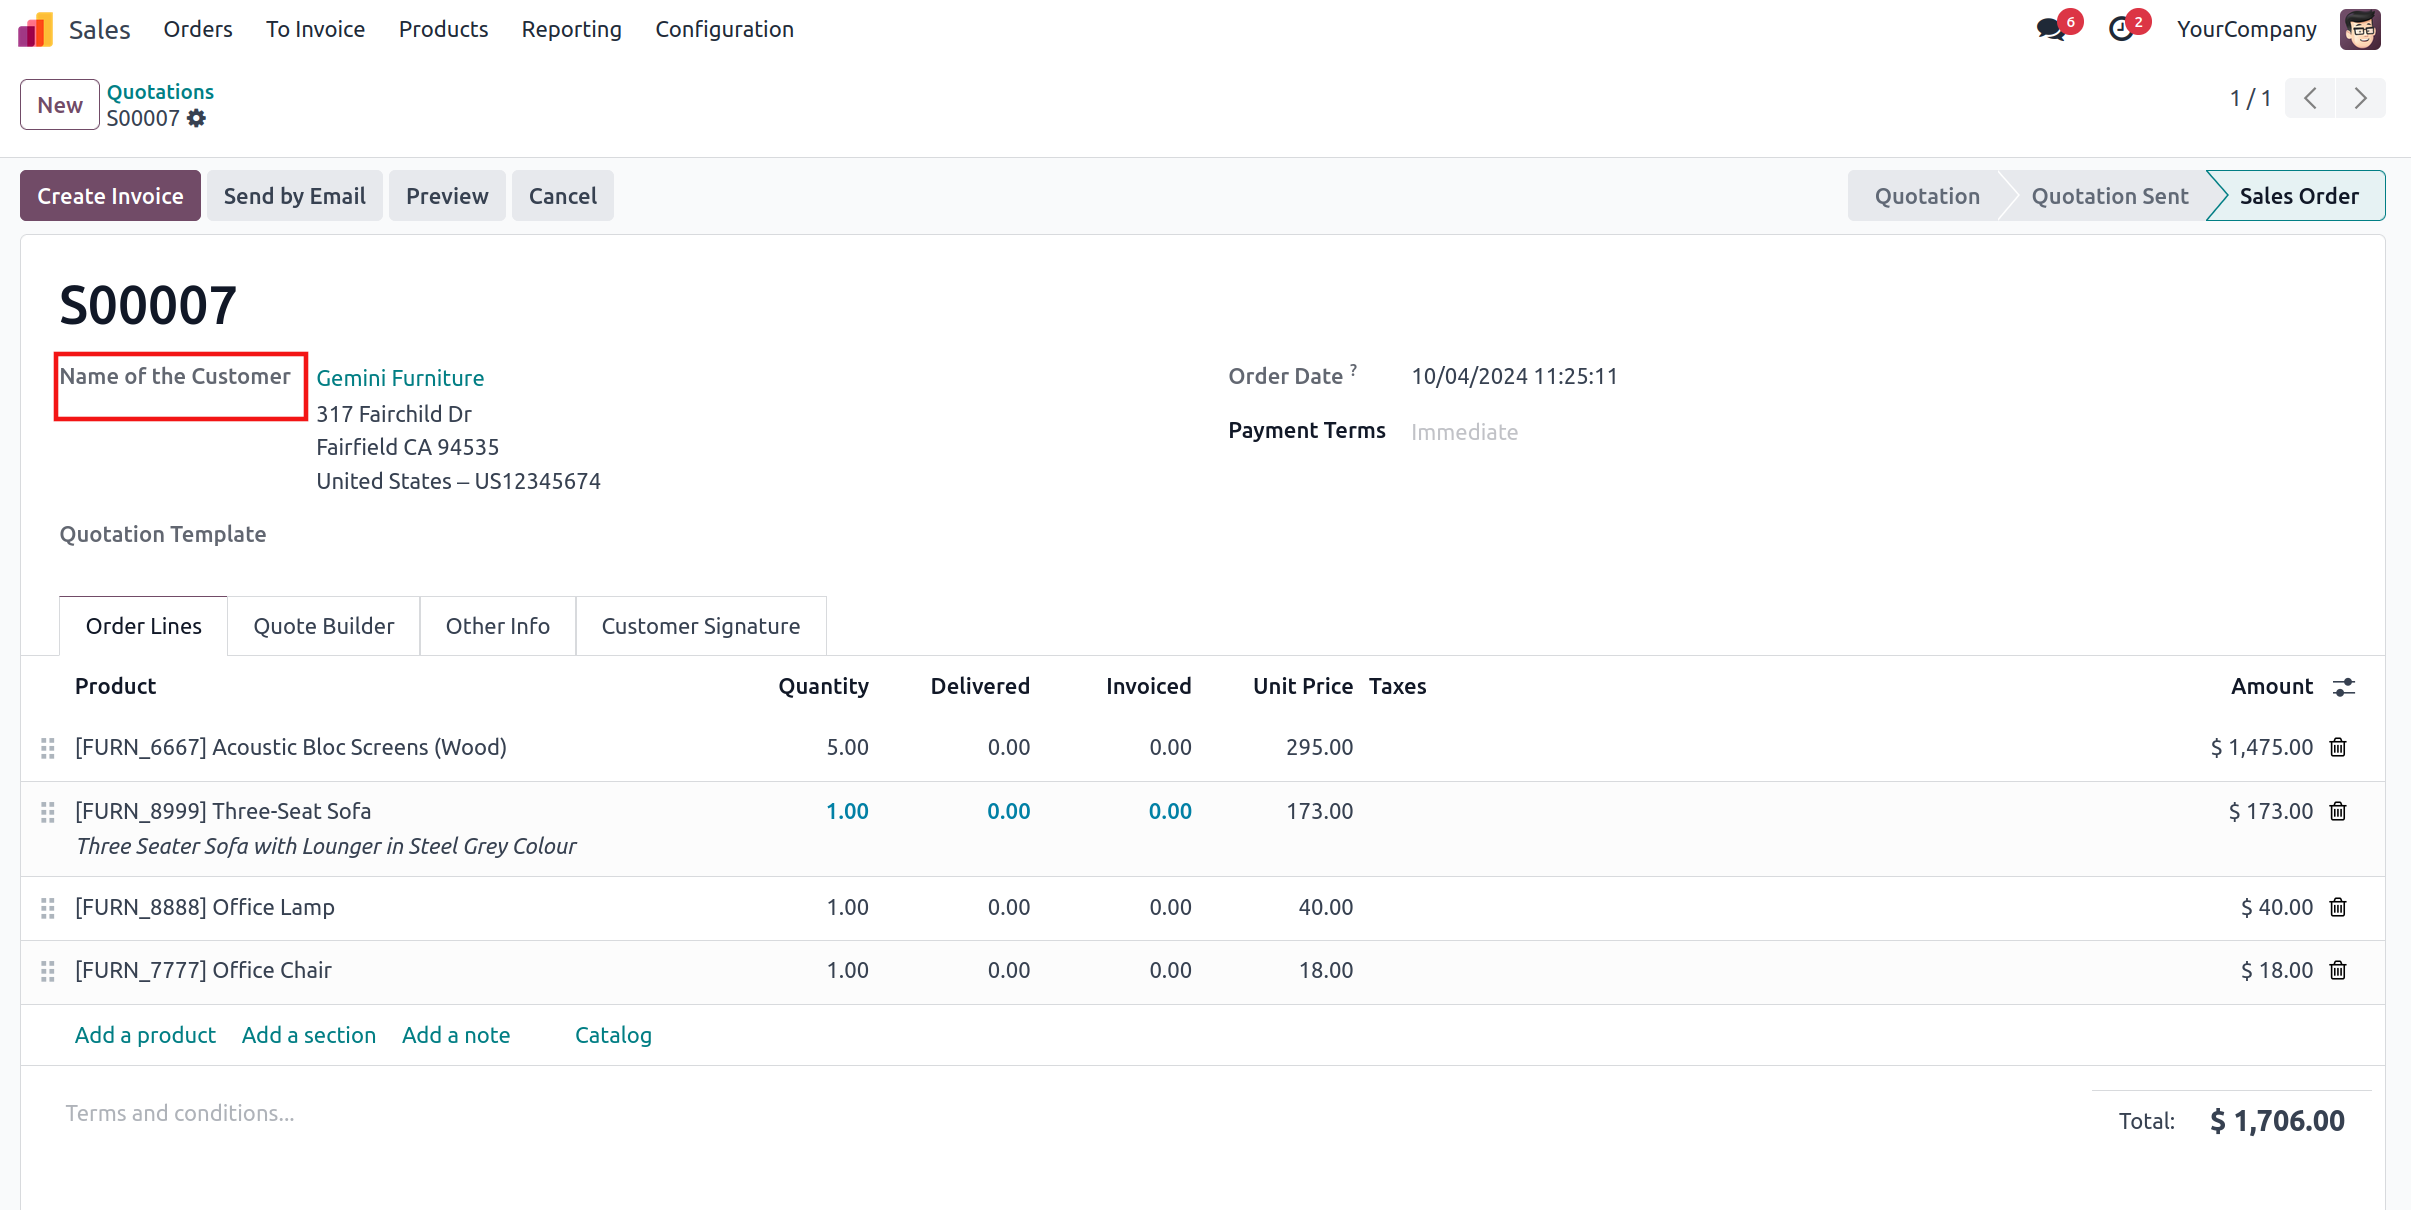 Sales Orders To Invoice Products Reporting Configuration 6 2 YourCompany
New Quotations
S00007
1 / 1
Create Invoice Send by Email Preview Cancel Quotation Quotation Sent Sales Order
S00007
Name of the Customer Gemini Furniture Order Date ? 10/04/2024 11:25:11
317 Fairchild Dr
Fairfield CA 94535 Payment Terms Immediate
United States – US12345674
Quotation Template
Order Lines Quote Builder Other Info Customer Signature
Product Quantity Delivered Invoiced Unit Price Taxes Amount
[FURN_6667] Acoustic Bloc Screens (Wood) 5.00 0.00 0.00 295.00 $ 1,475.00
[FURN_8999] Three-Seat Sofa 1.00 0.00 0.00 173.00 $ 173.00
Three Seater Sofa with Lounger in Steel Grey Colour
[FURN_8888] Office Lamp 1.00 0.00 0.00 40.00 $ 40.00
[FURN_7777] Office Chair 1.00 0.00 0.00 18.00 $ 18.00
Add a product Add a section Add a note Catalog
Terms and conditions...
Total: $ 1,706.00